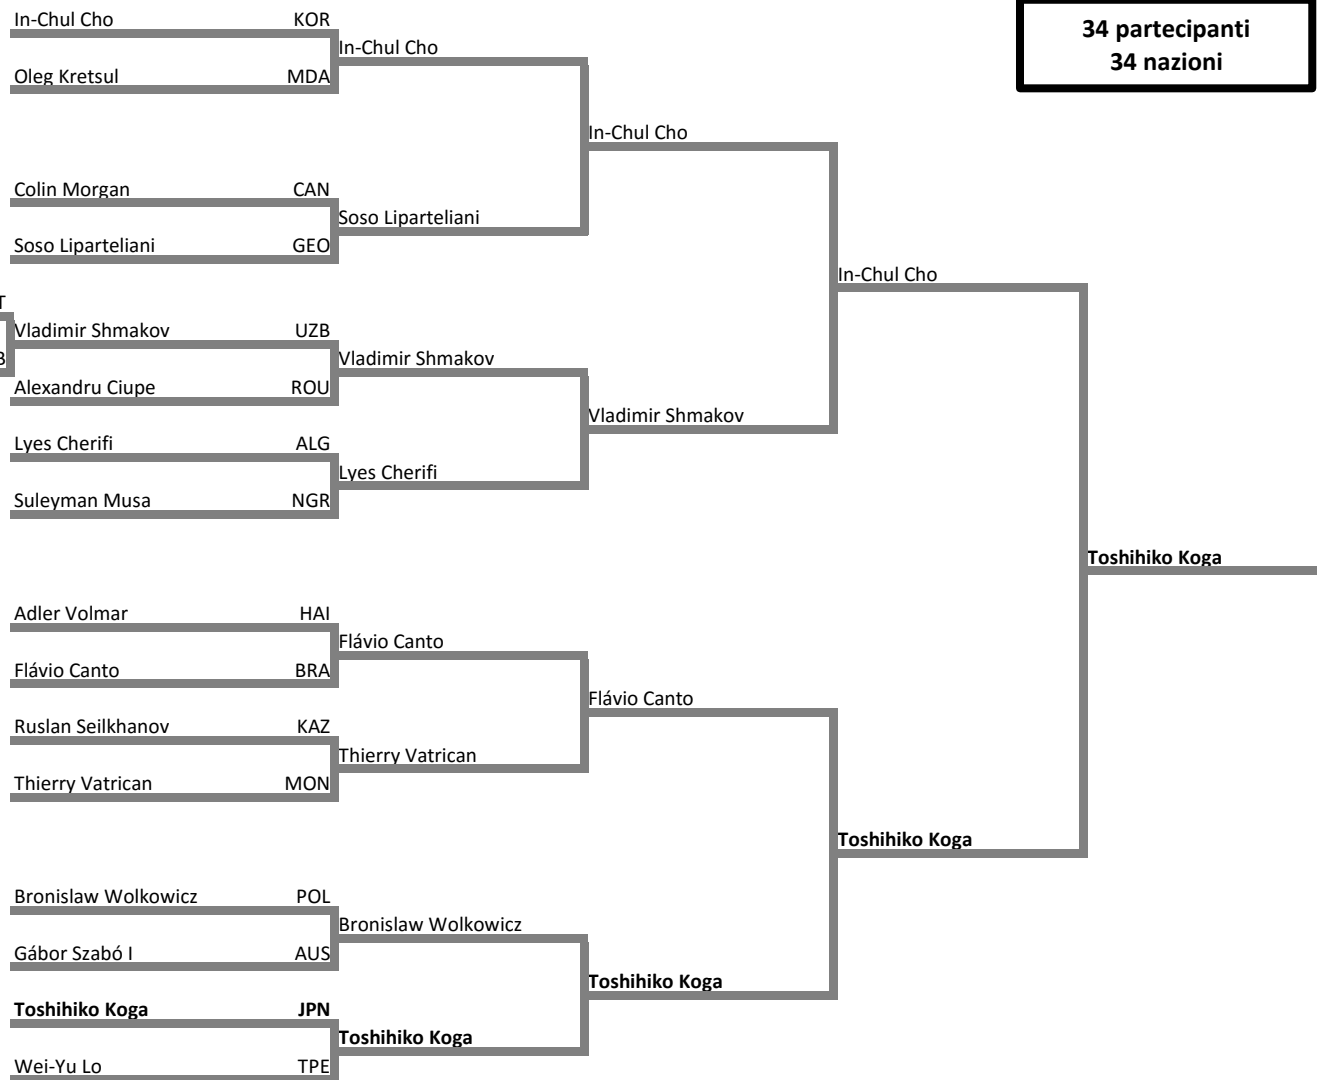 34 partecipanti
34 nazioni
In-Chul Cho KOR
In-Chul Cho
Oleg Kretsul MDA
In-Chul Cho
Colin Morgan CAN
Soso Liparteliani
Soso Liparteliani GEO
In-Chul Cho
T
Vladimir Shmakov UZB
B
Vladimir Shmakov
Alexandru Ciupe ROU
Vladimir Shmakov
Lyes Cherifi ALG
Lyes Cherifi
Suleyman Musa NGR
Toshihiko Koga
Adler Volmar HAI
Flávio Canto
Flávio Canto BRA
Flávio Canto
Ruslan Seilkhanov KAZ
Thierry Vatrican
Thierry Vatrican MON
Toshihiko Koga
Bronislaw Wolkowicz POL
Bronislaw Wolkowicz
Gábor Szabó I AUS
Toshihiko Koga
Toshihiko Koga JPN
Toshihiko Koga
Wei-Yu Lo TPE